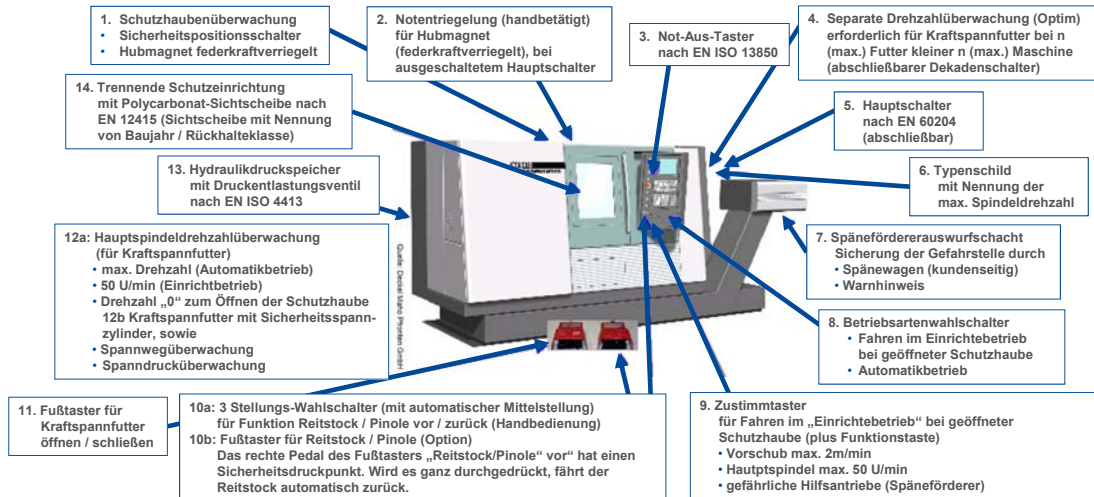 1. Schutzhaubenüberwachung
• Sicherheitspositionsschalter
• Hubmagnet federkraftverriegelt
2. Notentriegelung (handbetätigt)
für Hubmagnet
(federkraftverriegelt), bei
ausgeschaltetem Hauptschalter
3. Not-Aus-Taster
nach EN ISO 13850
4. Separate Drehzahlüberwachung (Optim)
erforderlich für Kraftspannfutter bei n
(max.) Futter kleiner n (max.) Maschine
(abschließbarer Dekadenschalter)
14. Trennende Schutzeinrichtung
mit Polycarbonat-Sichtscheibe nach
EN 12415 (Sichtscheibe mit Nennung
von Baujahr / Rückhalteklasse)
5. Hauptschalter
nach EN 60204
(abschließbar)
13. Hydraulikdruckspeicher
mit Druckentlastungsventil
nach EN ISO 4413
6. Typenschild
mit Nennung der
max. Spindeldrehzahl
12a: Hauptspindeldrehzahlüberwachung
(für Kraftspannfutter)
• max. Drehzahl (Automatikbetrieb)
• 50 U/min (Einrichtbetrieb)
• Drehzahl „0" zum Öffnen der Schutzhaube
12b Kraftspannfutter mit Sicherheitsspann-
zylinder, sowie
• Spannwegüberwachung
• Spanndrucküberwachung
Quelle: Deckel Maho Pfronten GmbH
7. Spänefördererauswurfschacht
Sicherung der Gefahrstelle durch
• Spänewagen (kundenseitig)
• Warnhinweis
8. Betriebsartenwahlschalter
• Fahren im Einrichtebetrieb
bei geöffneter Schutzhaube
• Automatikbetrieb
11. Fußtaster für
Kraftspannfutter
öffnen / schließen
10a: 3 Stellungs-Wahlschalter (mit automatischer Mittelstellung)
für Funktion Reitstock / Pinole vor / zurück (Handbedienung)
10b: Fußtaster für Reitstock / Pinole (Option)
Das rechte Pedal des Fußtasters „Reitstock/Pinole" vor" hat einen
Sicherheitsdruckpunkt. Wird es ganz durchgedrückt, fährt der
Reitstock automatisch zurück.
9. Zustimmtaster
für Fahren im „Einrichtebetrieb" bei geöffneter
Schutzhaube (plus Funktionstaste)
• Vorschub max. 2m/min
• Hautptspindel max. 50 U/min
• gefährliche Hilfsantriebe (Späneförderer)